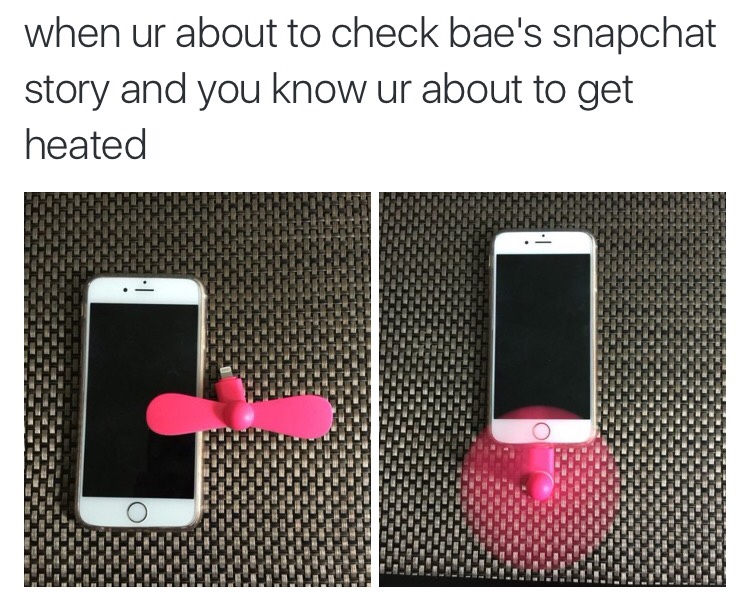 when ur about to check bae's snapchat
story and you know ur about to get
heated